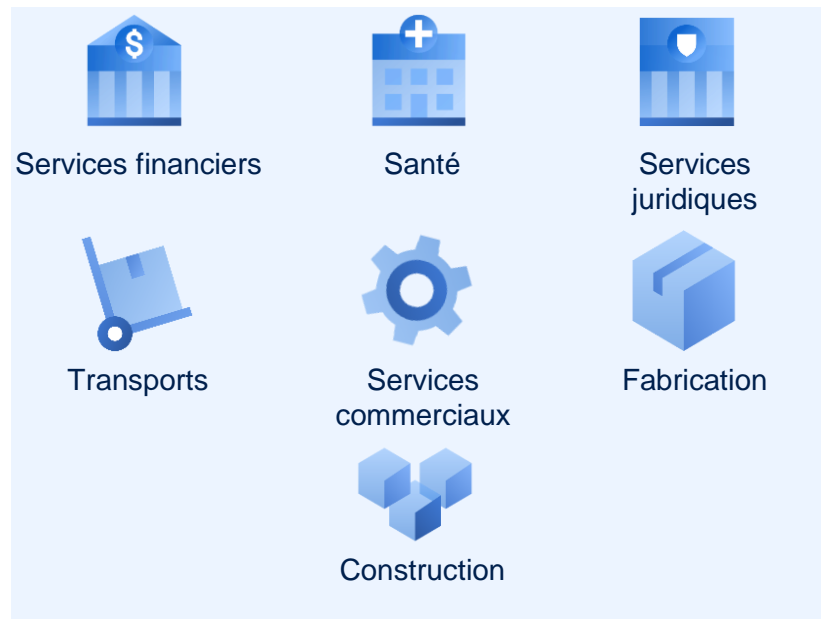 $
Services financiers
Santé
Services
juridiques
Transports
Services
commerciaux
Fabrication
Construction